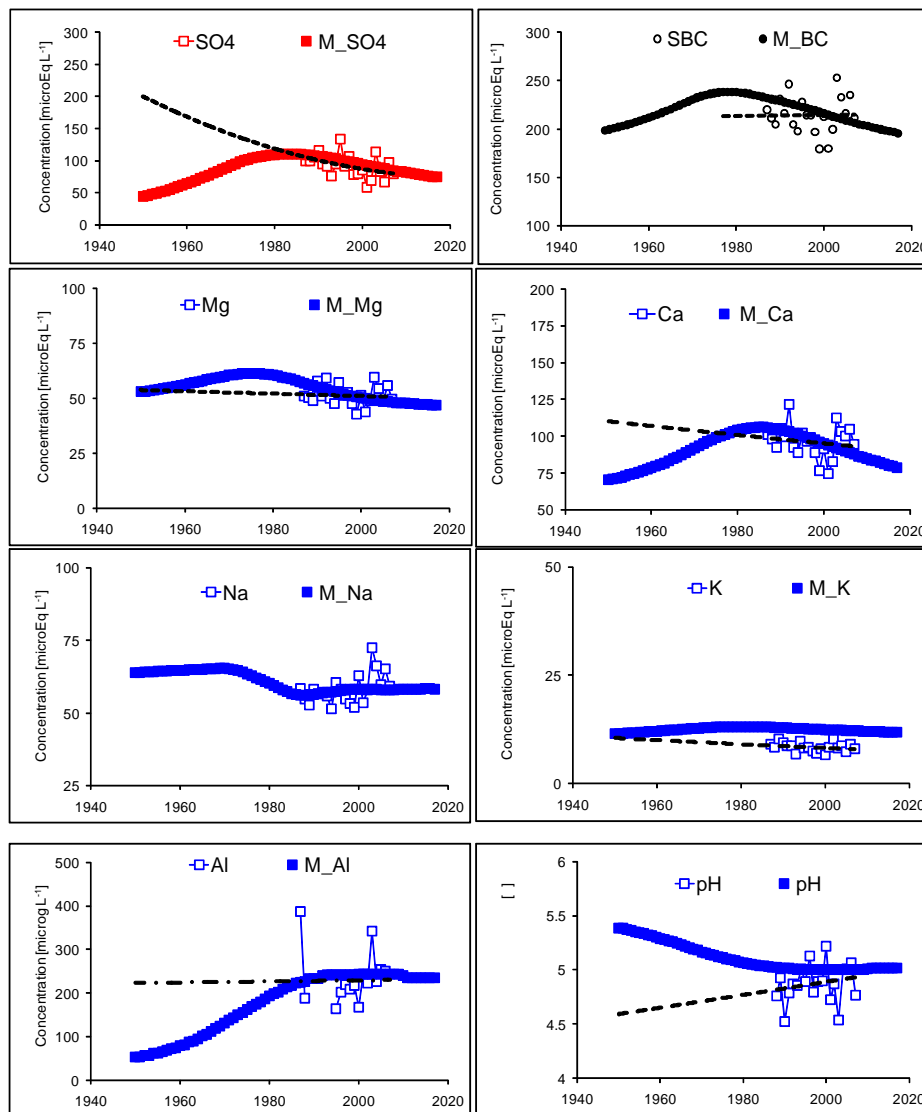 SO4 M_SO4
Concentration [microEq L-1]
300
250
200
150
100
50
0
1940 1960 1980 2000 2020
SBC M_BC
Concentration [microEq L-1]
300
250
200
150
100
1940 1960 1980 2000 2020
Mg M_Mg
Concentration [microEq L-1]
100
75
50
25
0
1940 1960 1980 2000 2020
Ca M_Ca
Concentration [microEq L-1]
200
175
150
125
100
75
50
1940 1960 1980 2000 2020
Na M_Na
Concentration [microEq L-1]
100
75
50
25
1940 1960 1980 2000 2020
K M_K
Concentration [microEq L-1]
50
25
0
1940 1960 1980 2000 2020
Al M_Al
Concentration [microg L-1]
500
400
300
200
100
0
1940 1960 1980 2000 2020
pH pH
[ ]
6
5.5
5
4.5
4
1940 1960 1980 2000 2020